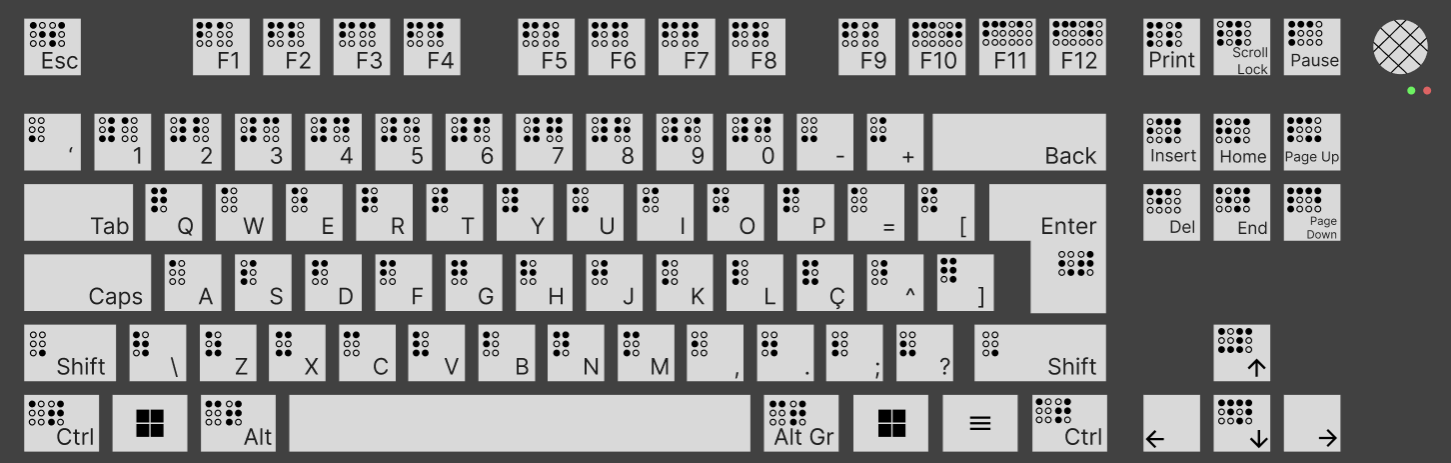 Esc F1 F2 F3 F4 F5 F6 F7 F8 F9 F10 F11 F12 Print Scroll Lock Pause
‘ 1 2 3 4 5 6 7 8 9 0 - + Back Insert Home Page Up
Tab Q W E R T Y U I O P = [ Enter Del End Page Down
Caps A S D F G H J K L Ç ^ ]
Shift \ Z X C V B N M , . ; ? Shift ↑
Ctrl Alt Alt Gr ≡ Ctrl ← ↓ →